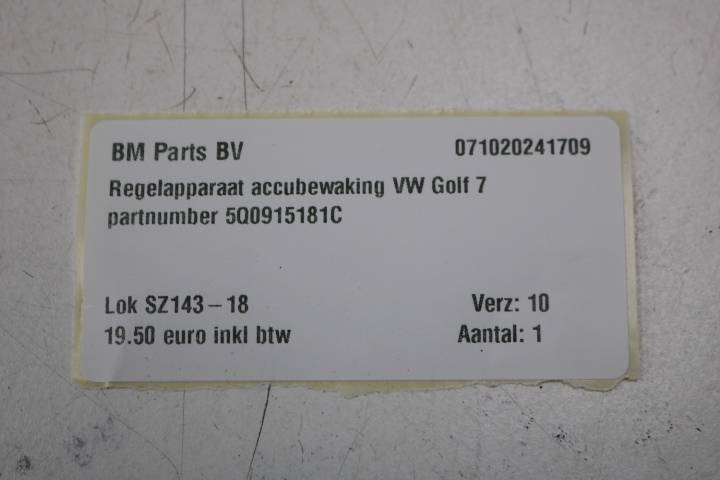 BM Parts BV 071020241709
Regelapparaat accubewaking VW Golf 7
partnumber 5Q0915181C
Lok SZ143-18 Verz: 10
19.50 euro inkl btw Aantal: 1